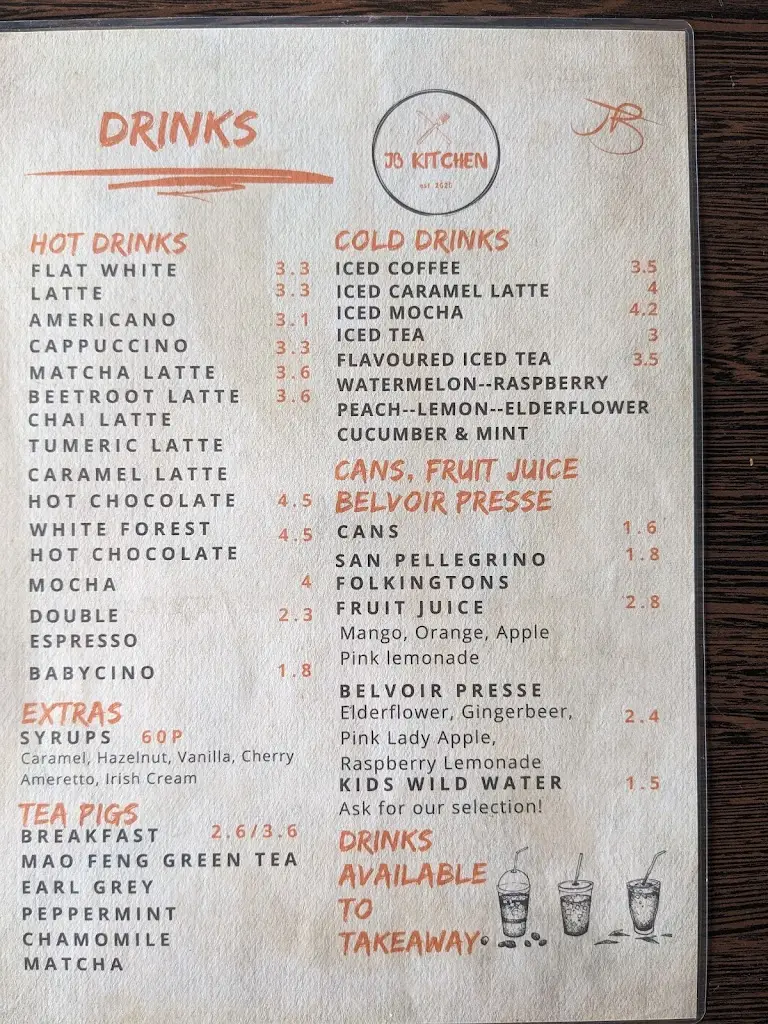 DRINKS
JB KITCHEN
est 2020
JB
HOT DRINKS
FLAT WHITE 3.3
LATTE 3.3
AMERICANO 3.1
CAPPUCCINO 3.3
MATCHA LATTE 3.6
BEETROOT LATTE 3.6
CHAI LATTE
TUMERIC LATTE
CARAMEL LATTE
HOT CHOCOLATE 4.5
WHITE FOREST 4.5
HOT CHOCOLATE
MOCHA 4
DOUBLE 2.3
ESPRESSO
BABYCINO 1.8
EXTRAS
SYRUPS 60P
Caramel, Hazelnut, Vanilla, Cherry
Ameretto, Irish Cream
TEA PIGS
BREAKFAST 2.6/3.6
MAO FENG GREEN TEA
EARL GREY
PEPPERMINT
CHAMOMILE
MATCHA
COLD DRINKS
ICED COFFEE 3.5
ICED CARAMEL LATTE 4
ICED MOCHA 4.2
ICED TEA 3
FLAVOURED ICED TEA 3.5
WATERMELON--RASPBERRY
PEACH--LEMON--ELDERFLOWER
CUCUMBER & MINT
CANS, FRUIT JUICE
BELVOIR PRESSE
CANS 1.6
SAN PELLEGRINO 1.8
FOLKINGTONS
FRUIT JUICE 2.8
Mango, Orange, Apple
Pink lemonade
BELVOIR PRESSE
Elderflower, Gingerbeer, 2.4
Pink Lady Apple,
Raspberry Lemonade
KIDS WILD WATER 1.5
Ask for our selection!
DRINKS
AVAILABLE
TO
TAKEAWAY